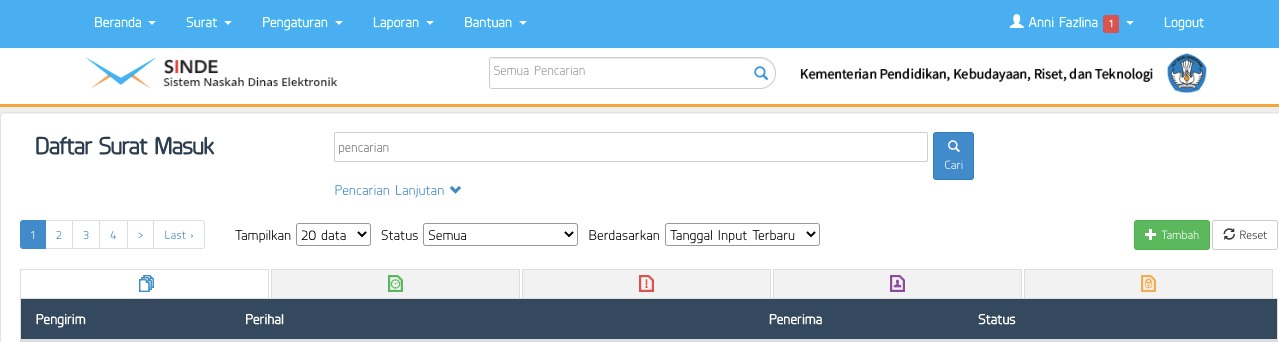 Beranda Surat Pengaturan Laporan Bantuan Anni Fazlina 1 Logout
SINDE
Sistem Naskah Dinas Elektronik
Semua Pencarian
Kementerian Pendidikan, Kebudayaan, Riset, dan Teknologi
Daftar Surat Masuk
pencarian
Cari
Pencarian Lanjutan
1 2 3 4 > Last › Tampilkan 20 data Status Semua Berdasarkan Tanggal Input Terbaru Tambah Reset
Pengirim Perihal Penerima Status